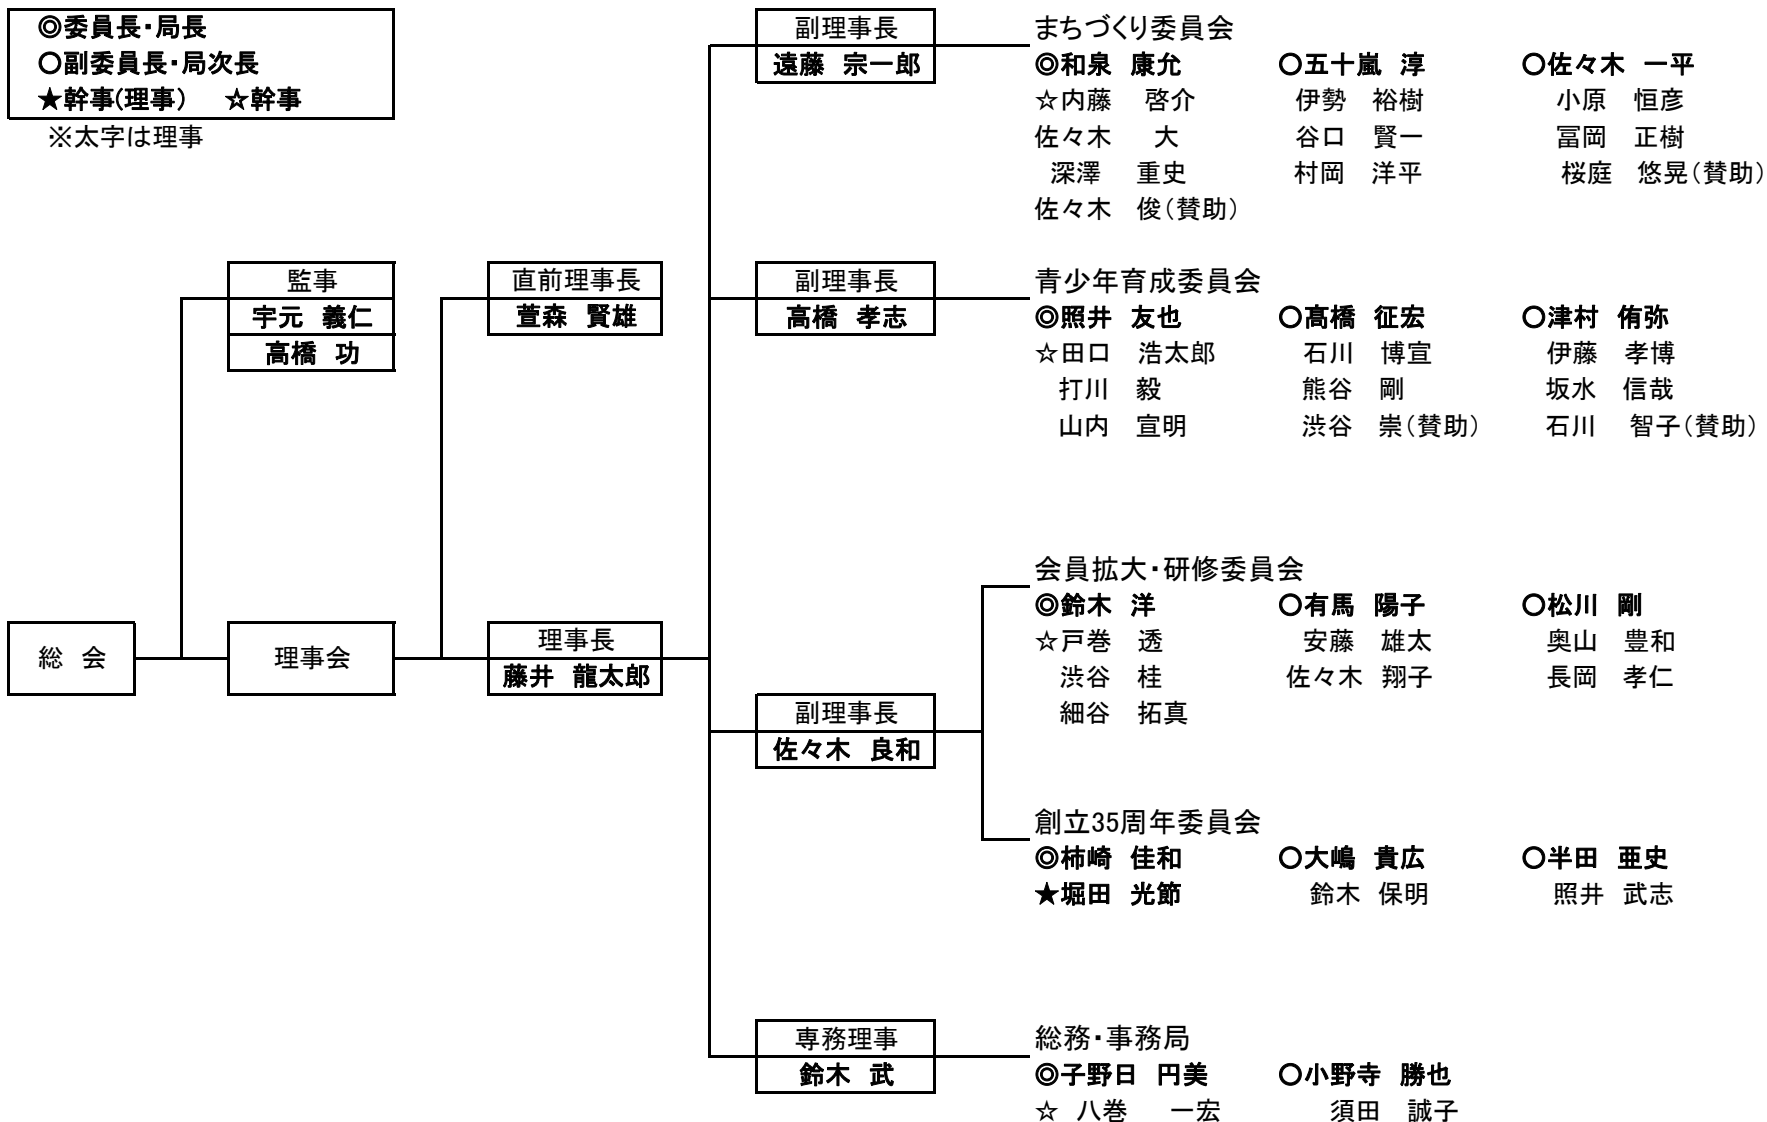 ◎委員長・局長
○副委員長・局次長
★幹事(理事)　☆幹事
※太字は理事
総　会
監事
宇元　義仁
高橋　功
理事会
直前理事長
萱森　賢雄
理事長
藤井　龍太郎
副理事長
遠藤　宗一郎
まちづくり委員会
◎和泉　康允　○五十嵐　淳　○佐々木　一平
☆内藤　啓介　伊勢　裕樹　小原　恒彦
佐々木　大　谷口　賢一　冨岡　正樹
深澤　重史　村岡　洋平　桜庭　悠晃(賛助)
佐々木　俊(賛助)
副理事長
高橋　孝志
青少年育成委員会
◎照井　友也　○髙橋　征宏　○津村　侑弥
☆田口　浩太郎　石川　博宣　伊藤　孝博
打川　毅　熊谷　剛　坂水　信哉
山内　宣明　渋谷　崇(賛助)　石川　智子(賛助)
副理事長
佐々木　良和
会員拡大・研修委員会
◎鈴木　洋　○有馬　陽子　○松川　剛
☆戸巻　透　安藤　雄太　奥山　豊和
渋谷　桂　佐々木　翔子　長岡　孝仁
細谷　拓真
創立35周年委員会
◎柿崎　佳和　○大嶋　貴広　○半田　亜史
★堀田　光節　鈴木　保明　照井　武志
専務理事
鈴木　武
総務・事務局
◎子野日　円美　○小野寺　勝也
☆　八巻　一宏　須田　誠子